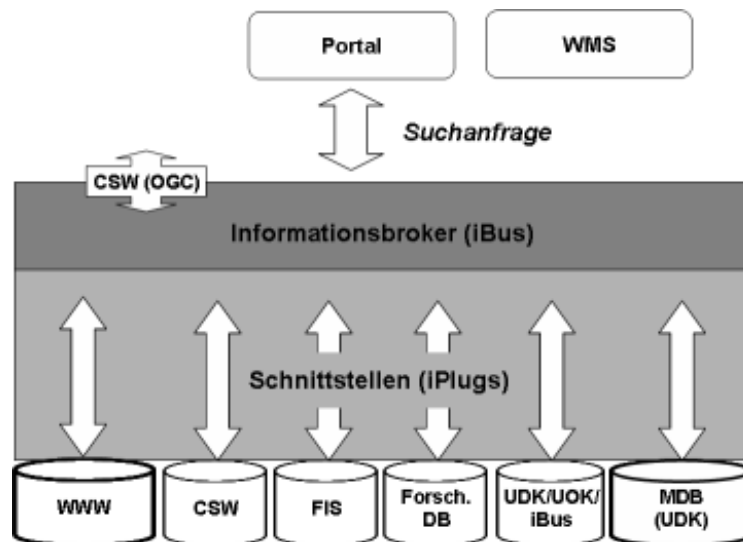 Portal
WMS
Suchanfrage
CSW (OGC)
Informationsbroker (iBus)
Schnittstellen (iPlugs)
WWW
CSW
FIS
Forsch.
DB
UDK/UOK/
iBus
MDB
(UDK)